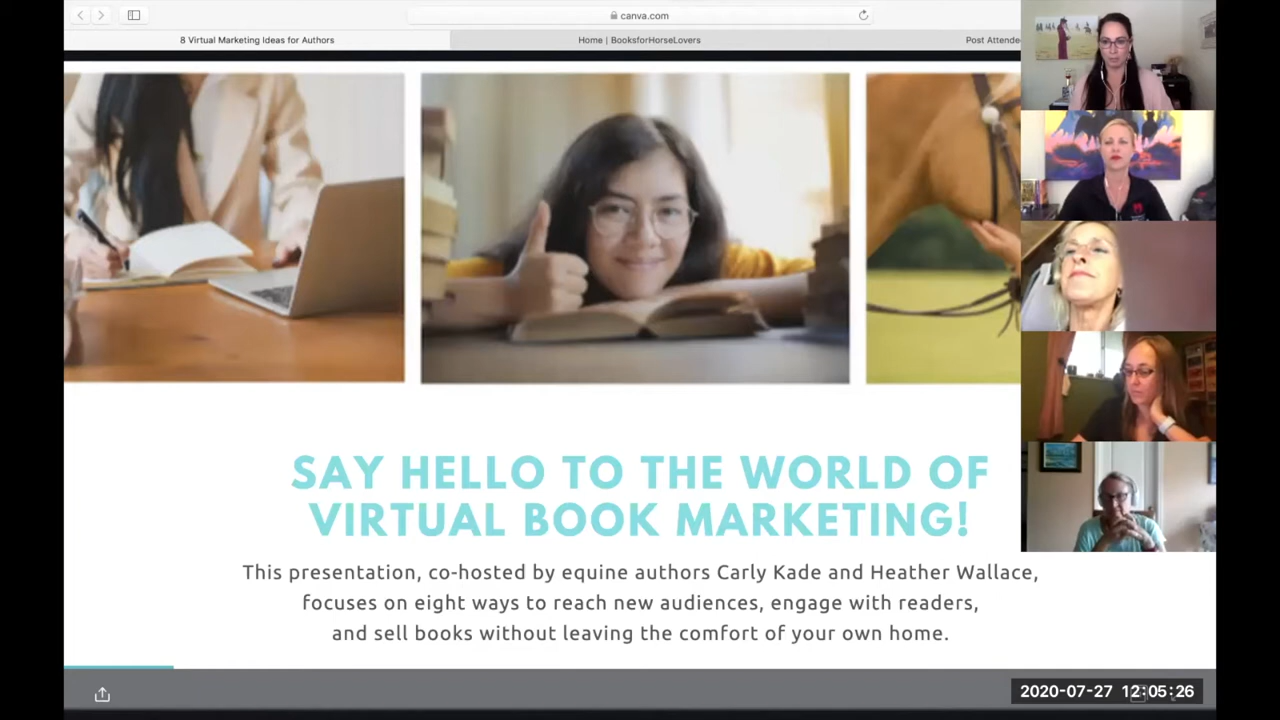 canva.com
8 Virtual Marketing Ideas for Authors
Home | BooksforHorseLovers
Post Attende
SAY HELLO TO THE WORLD OF
VIRTUAL BOOK MARKETING!
This presentation, co-hosted by equine authors Carly Kade and Heather Wallace,
focuses on eight ways to reach new audiences, engage with readers,
and sell books without leaving the comfort of your own home.
2020-07-27 12:05:26